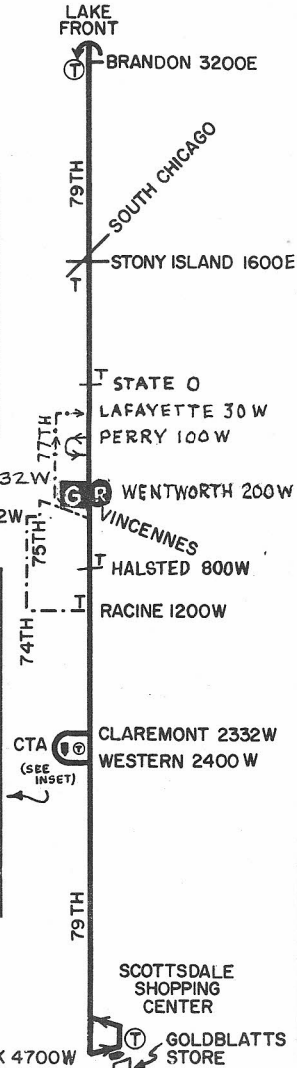 LAKE
FRONT
T
BRANDON 3200E
79TH
SOUTH CHICAGO
STONY ISLAND 1600E
T
T
STATE 0
LAFAYETTE 30 W
77TH
PERRY 100 W
32W
G R WENTWORTH 200W
2W
VINCENNES
75TH
T
HALSTED 800W
74TH
T
RACINE 1200W
CTA
T
CLAREMONT 2332W
(SEE
INSET)
WESTERN 2400 W
79TH
SCOTTSDALE
SHOPPING
CENTER
T
GOLDBLATTS
STORE
K 4700W